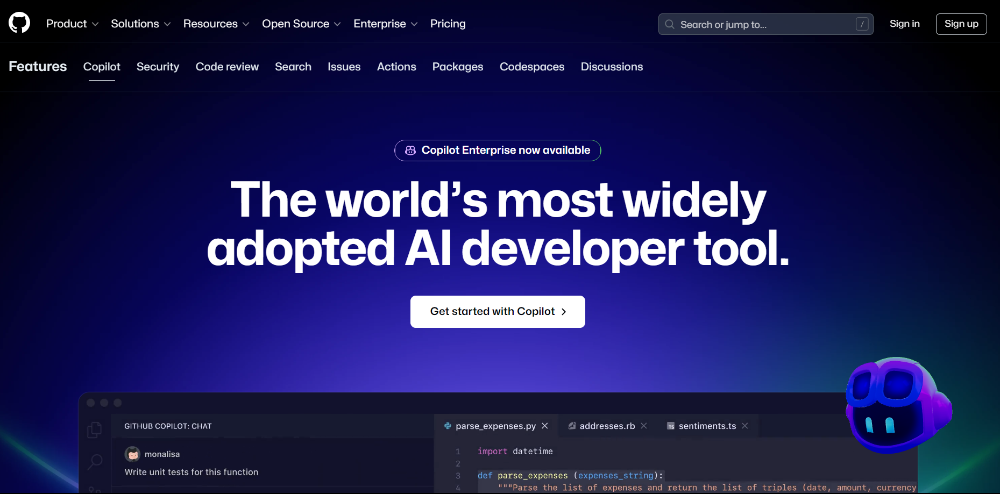 Product Solutions Resources Open Source Enterprise Pricing Search or jump to... / Sign in Sign up
Features Copilot Security Code review Search Issues Actions Packages Codespaces Discussions
Copilot Enterprise now available
The world’s most widely
adopted AI developer tool.
Get started with Copilot
GITHUB COPILOT: CHAT
monalisa
Write unit tests for this function
parse_expenses.py addresses.rb TS sentiments.ts
1 import datetime
2
3 def parse_expenses (expenses_string):
4 """Parse the list of expenses and return the list of triples (date, amount, currency